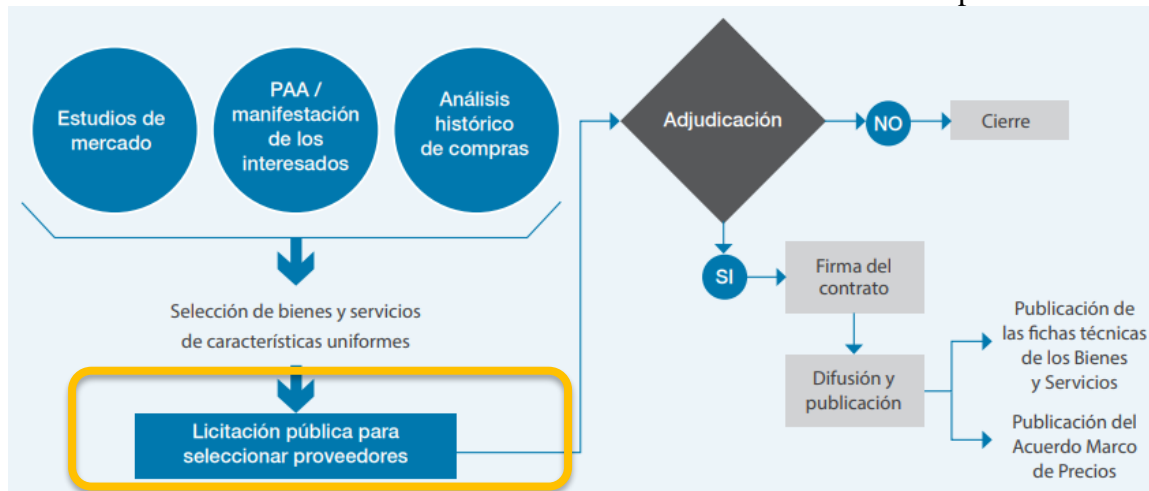 Estudios de
mercado
PAA /
manifestación
de los
interesados
Análisis
histórico
de compras
Selección de bienes y servicios
de características uniformes
Licitación pública para
seleccionar proveedores
Adjudicación
NO
Cierre
SI
Firma del
contrato
Difusión y
publicación
Publicación de
las fichas técnicas
de los Bienes
y Servicios
Publicación del
Acuerdo Marco
de Precios